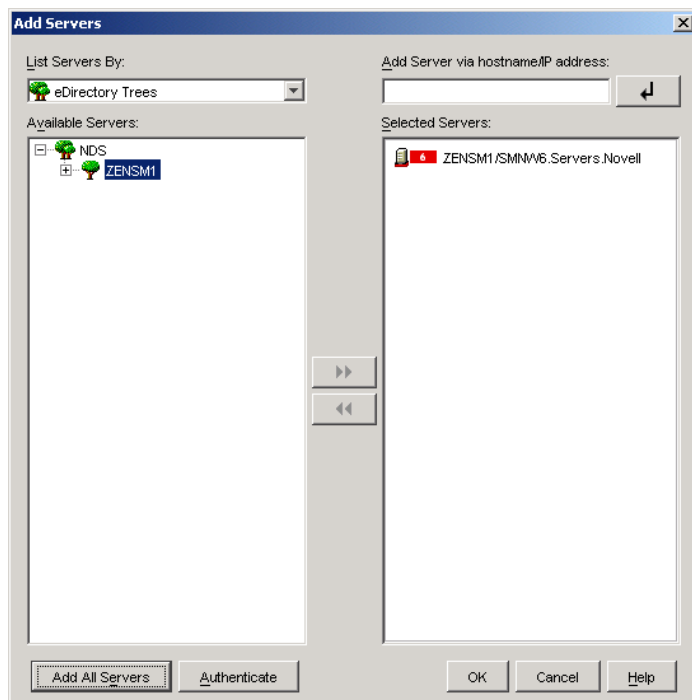 Add Servers
List Servers By:
Add Server via hostname/IP address:
eDirectory Trees
Available Servers:
Selected Servers:
NDS
ZENSM1
6 ZENSM1/SMNW6.Servers.Novell
Add All Servers
Authenticate
OK
Cancel
Help